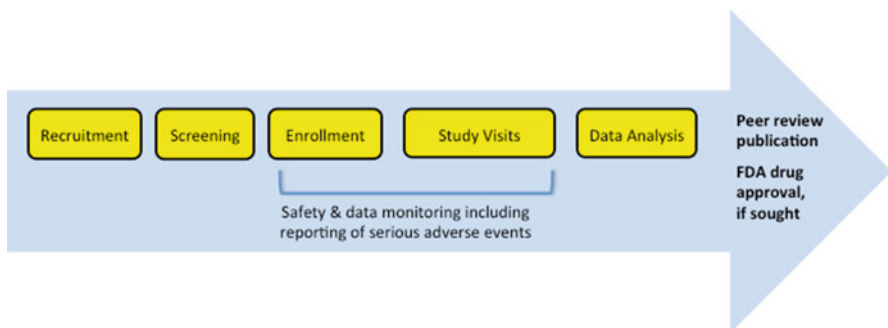 Recruitment
Screening
Enrollment
Study Visits
Data Analysis
Safety & data monitoring including
reporting of serious adverse events
Peer review
publication
FDA drug
approval,
if sought